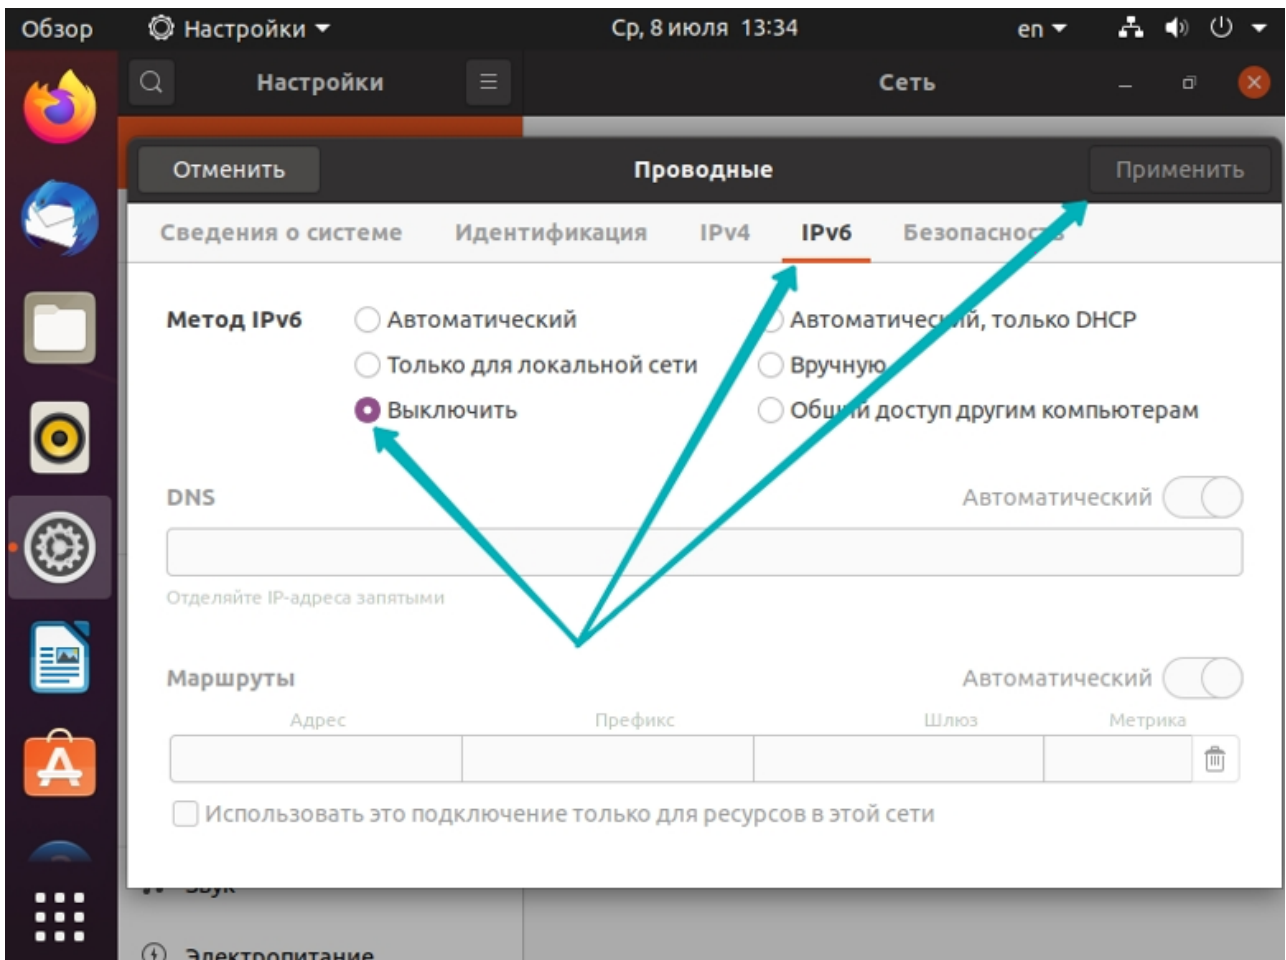 Обзор Настройки Ср, 8 июля 13:34 en
Настройки Сеть
Отменить Проводные Применить
Сведения о системе Идентификация IPv4 IPv6 Безопасность
Метод IPv6 Автоматический Автоматический, только DHCP
Только для локальной сети Вручную
Выключить Общий доступ другим компьютерам
DNS Автоматический
Отделяйте IP-адреса запятыми
Маршруты Автоматический
Адрес Префикс Шлюз Метрика
Использовать это подключение только для ресурсов в этой сети
Звук
Электропитание